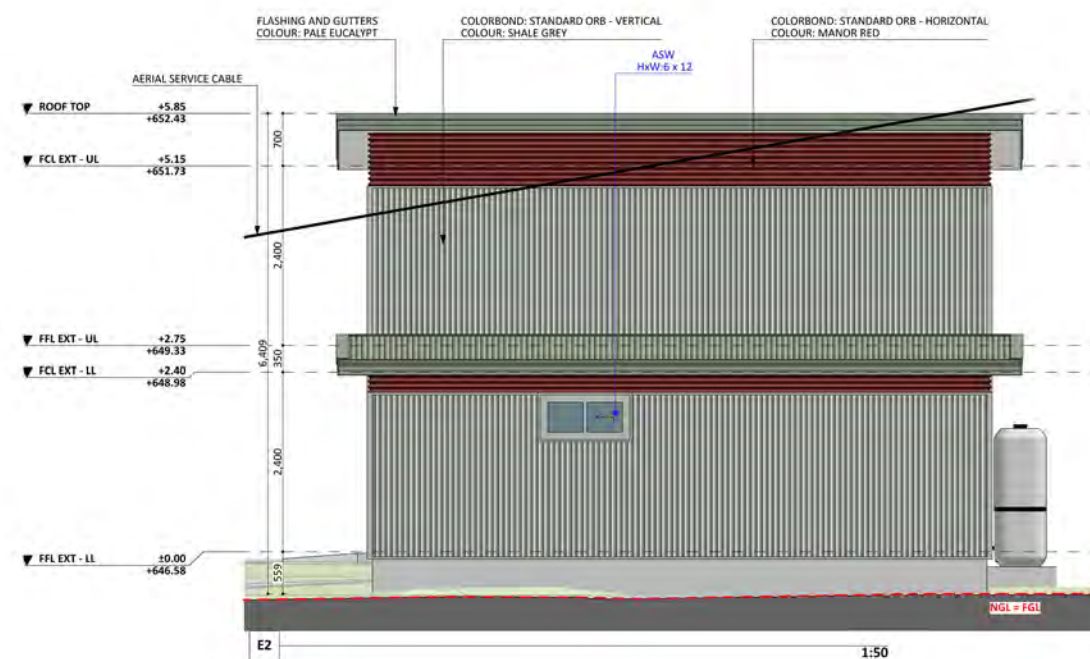 FLASHING AND GUTTERS
COLOUR: PALE EUCALYPT
COLORBOND: STANDARD ORB - VERTICAL
COLOUR: SHALE GREY
COLORBOND: STANDARD ORB - HORIZONTAL
COLOUR: MANOR RED
ASW
HxW:6 x 12
AERIAL SERVICE CABLE
ROOF TOP +5.85
+652.43
700
FCL EXT - UL +5.15
+651.73
2,400
FFL EXT - UL +2.75
+649.33
6,409
350
FCL EXT - LL +2.40
+648.98
2,400
FFL EXT - LL ±0.00
+646.58
559
NGL = FGL
E2
1:50